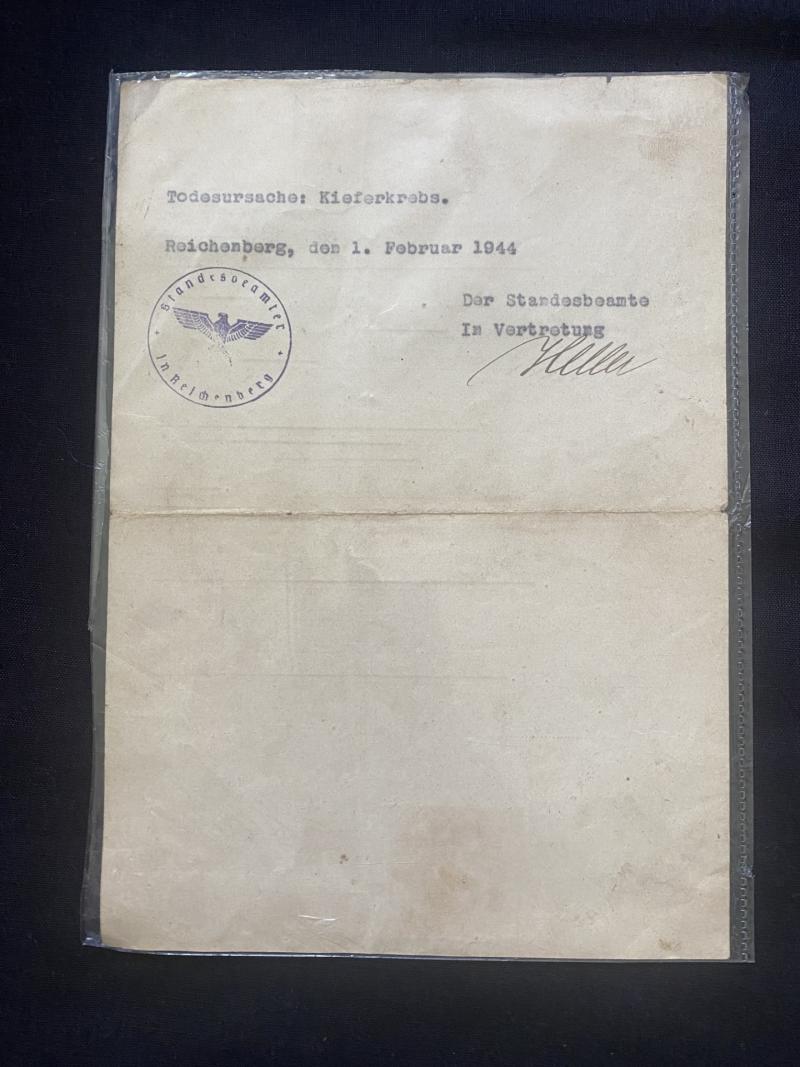 Todesursache: Kieferkrebs.
Reichenberg, den 1. Februar 1944
Standesbeamter
in Reichenberg
Der Standesbeamte
In Vertretung